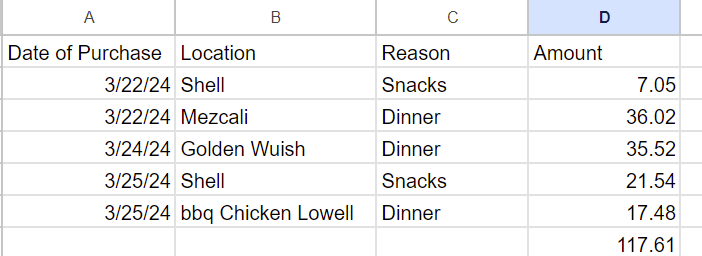 A B C D
Date of Purchase Location Reason Amount
3/22/24 Shell Snacks 7.05
3/22/24 Mezcali Dinner 36.02
3/24/24 Golden Wuish Dinner 35.52
3/25/24 Shell Snacks 21.54
3/25/24 bbq Chicken Lowell Dinner 17.48
117.61